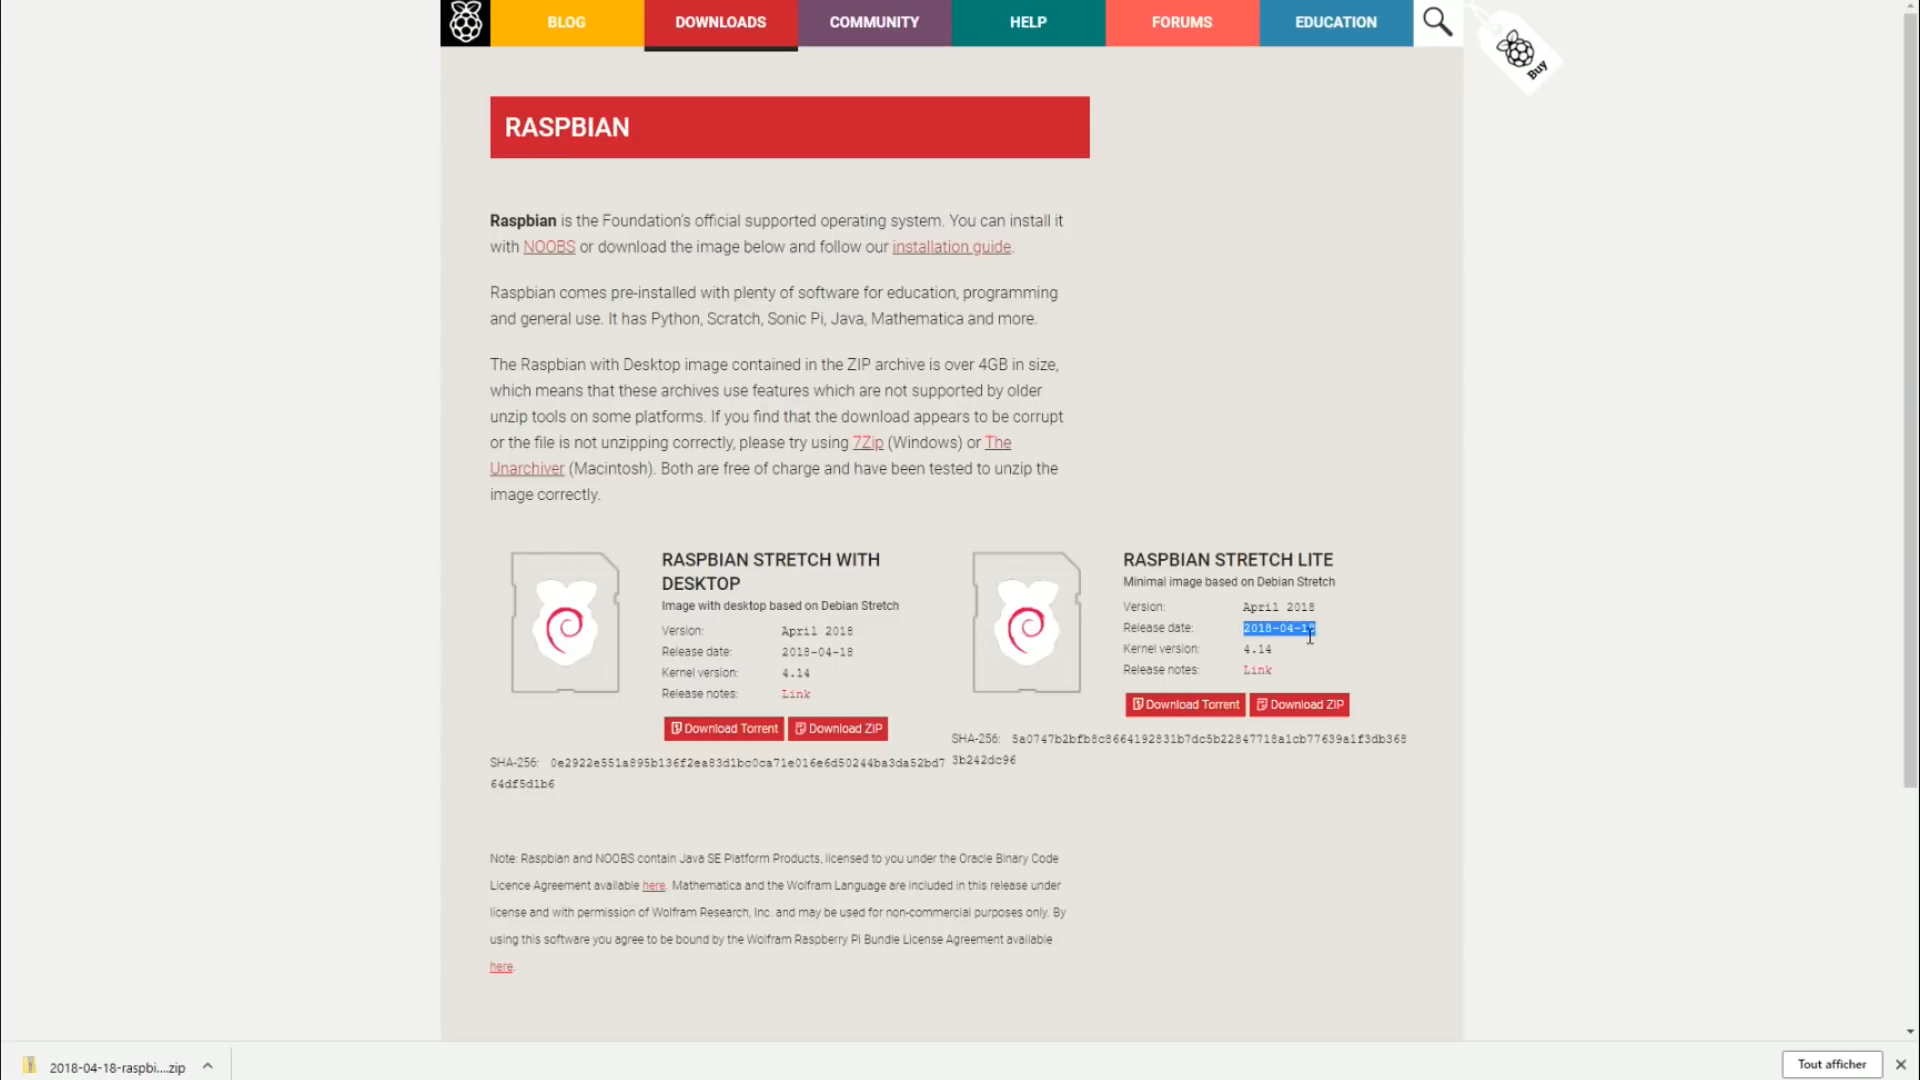 BLOG DOWNLOADS COMMUNITY HELP FORUMS EDUCATION
Buy
RASPBIAN
Raspbian is the Foundation's official supported operating system. You can install it
with NOOBS or download the image below and follow our installation guide.
Raspbian comes pre-installed with plenty of software for education, programming
and general use. It has Python, Scratch, Sonic Pi, Java, Mathematica and more.
The Raspbian with Desktop image contained in the ZIP archive is over 4GB in size,
which means that these archives use features which are not supported by older
unzip tools on some platforms. If you find that the download appears to be corrupt
or the file is not unzipping correctly, please try using 7Zip (Windows) or The
Unarchiver (Macintosh). Both are free of charge and have been tested to unzip the
image correctly.
RASPBIAN STRETCH WITH
DESKTOP
Image with desktop based on Debian Stretch
Version: April 2018
Release date: 2018-04-18
Kernel version: 4.14
Release notes: Link
Download Torrent Download ZIP
SHA-256: 0e2922e551a895b136f2ea83d1bc0ca71e016e6d50244ba3da52bd7
64df5d1b6
RASPBIAN STRETCH LITE
Minimal image based on Debian Stretch
Version: April 2018
Release date: 2018-04-18
Kernel version: 4.14
Release notes: Link
Download Torrent Download ZIP
SHA-256: 5a0747b2bfb8c8664192831b7dc5b22847718a1cb77639a1f3db368
3b242dc96
Note: Raspbian and NOOBS contain Java SE Platform Products, licensed to you under the Oracle Binary Code
Licence Agreement available here. Mathematica and the Wolfram Language are included in this release under
license and with permission of Wolfram Research, Inc. and may be used for non-commercial purposes only. By
using this software you agree to be bound by the Wolfram Raspberry Pi Bundle License Agreement available
here.
2018-04-18-raspbi....zip
Tout afficher